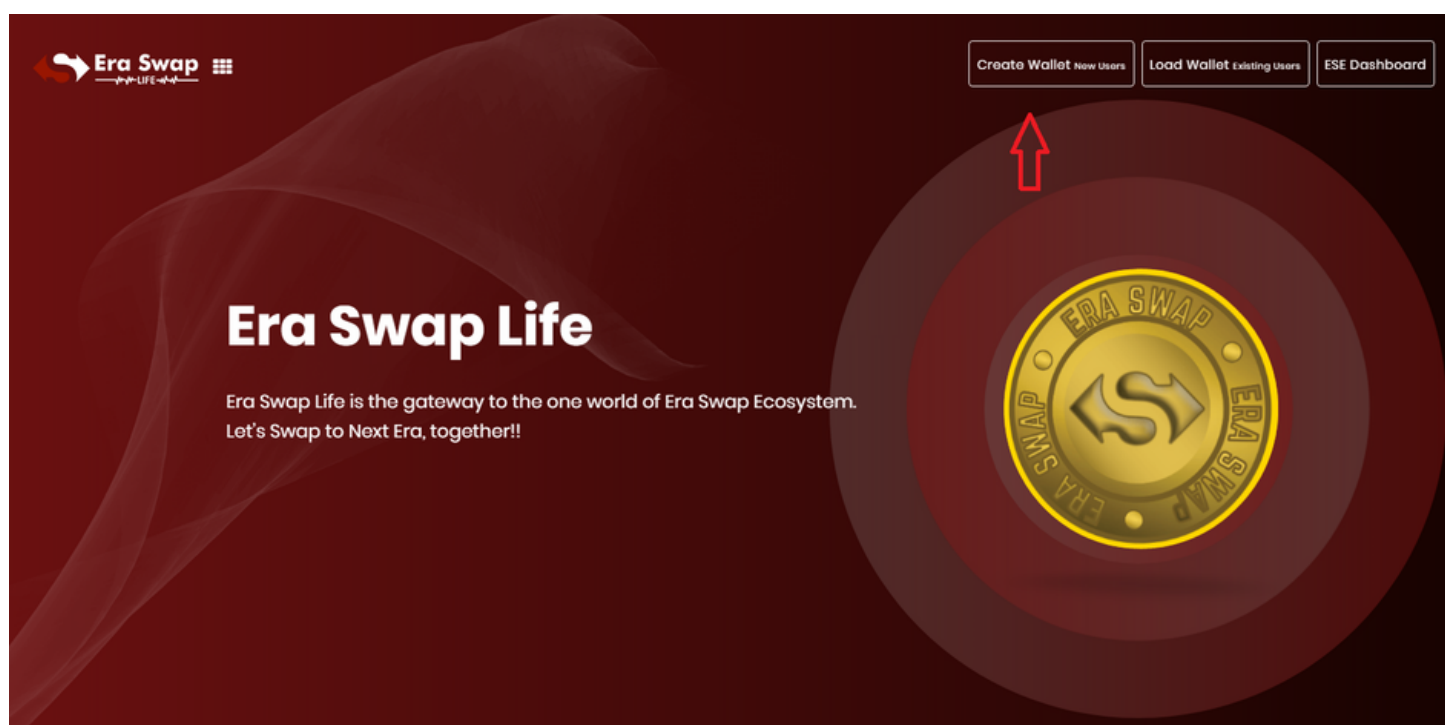 Era Swap
LIFE
Create Wallet New Users
Load Wallet Existing Users
ESE Dashboard
Era Swap Life
Era Swap Life is the gateway to the one world of Era Swap Ecosystem.
Let's Swap to Next Era, together!!
ERA SWAP
ERA SWAP
ERA SWAP